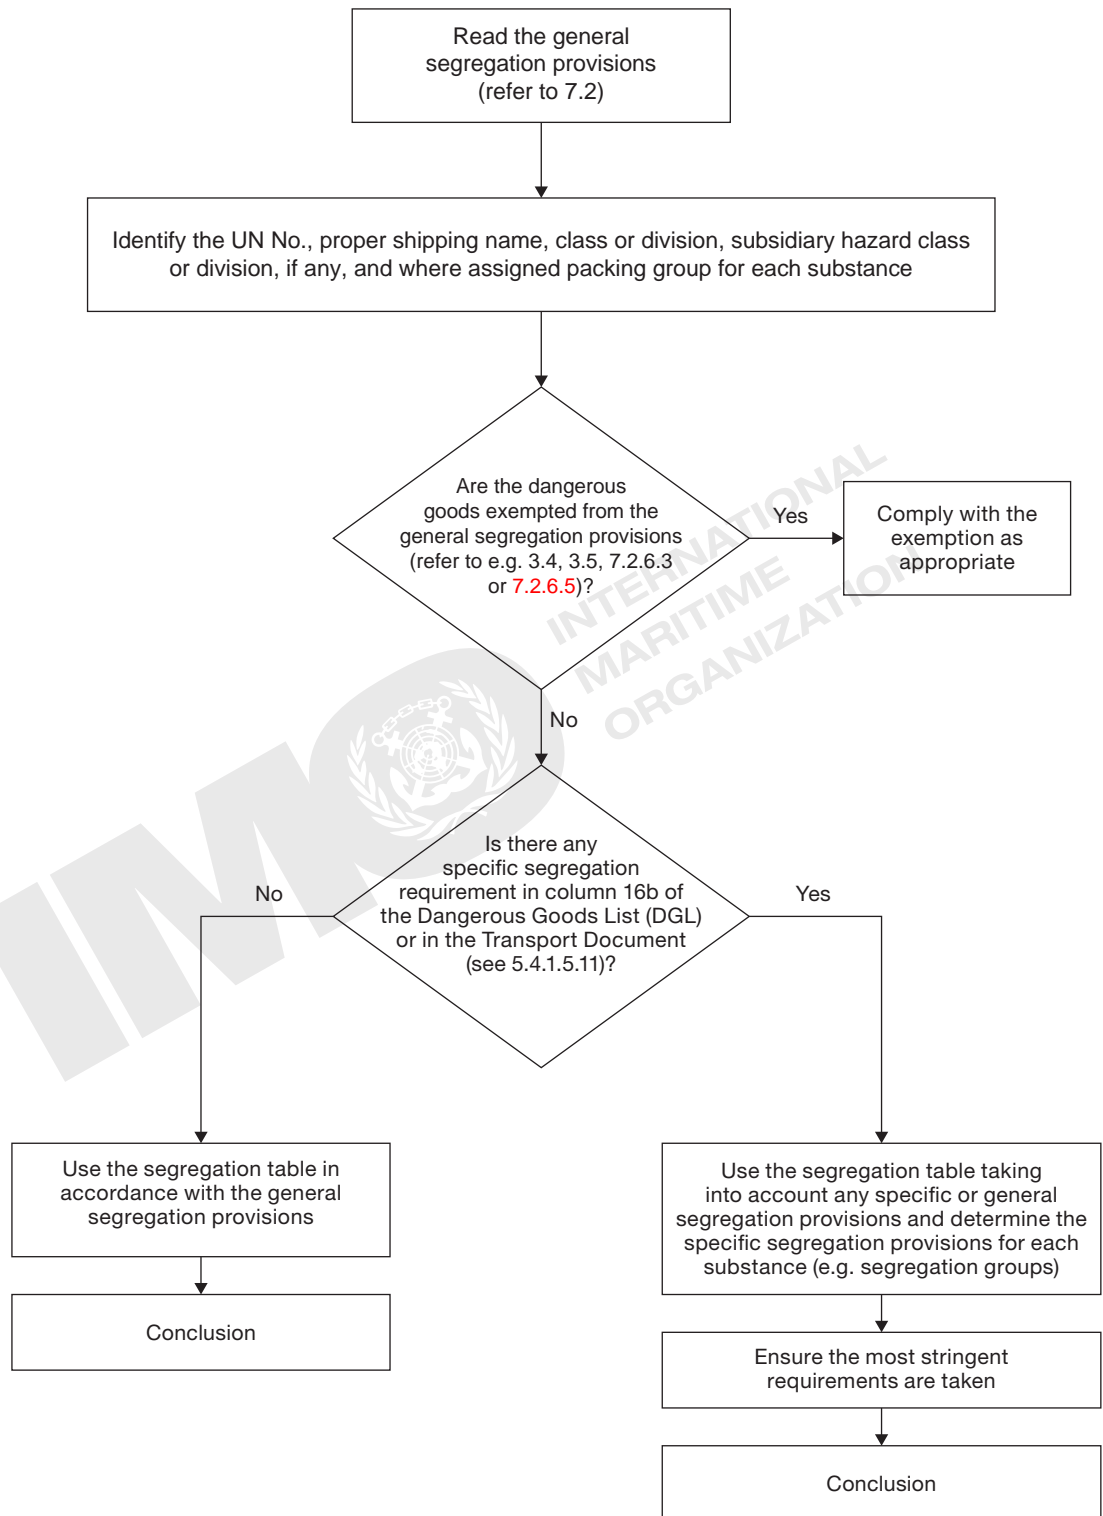 Read the general
segregation provisions
(refer to 7.2)
Identify the UN No., proper shipping name, class or division, subsidiary hazard class
or division, if any, and where assigned packing group for each substance
Are the dangerous
goods exempted from the
general segregation provisions
(refer to e.g. 3.4, 3.5, 7.2.6.3
or 7.2.6.5)?
Yes
Comply with the
exemption as
appropriate
INTERNATIONAL
MARITIME
ORGANIZATION
IMO
No
Is there any
specific segregation
requirement in column 16b of
the Dangerous Goods List (DGL)
or in the Transport Document
(see 5.4.1.5.11)?
No
Yes
Use the segregation table in
accordance with the general
segregation provisions
Conclusion
Use the segregation table taking
into account any specific or general
segregation provisions and determine the
specific segregation provisions for each
substance (e.g. segregation groups)
Ensure the most stringent
requirements are taken
Conclusion